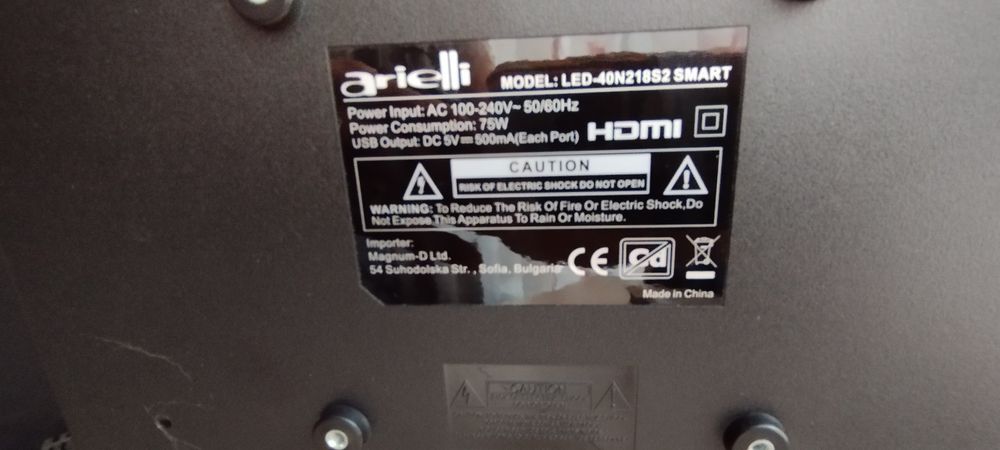 arielli
MODEL: LED-40N218S2 SMART
Power Input: AC 100-240V~ 50/60Hz
Power Consumption: 75W
USB Output: DC 5V⎓500mA(Each Port)
HDMI
CAUTION
RISK OF ELECTRIC SHOCK DO NOT OPEN
WARNING: To Reduce The Risk Of Fire Or Electric Shock,Do
Not Expose This Apparatus To Rain Or Moisture.
Importer:
Magnum-D Ltd.
54 Suhodolska Str. , Sofia, Bulgaria
CE
Cd
Made in China
CAUTION